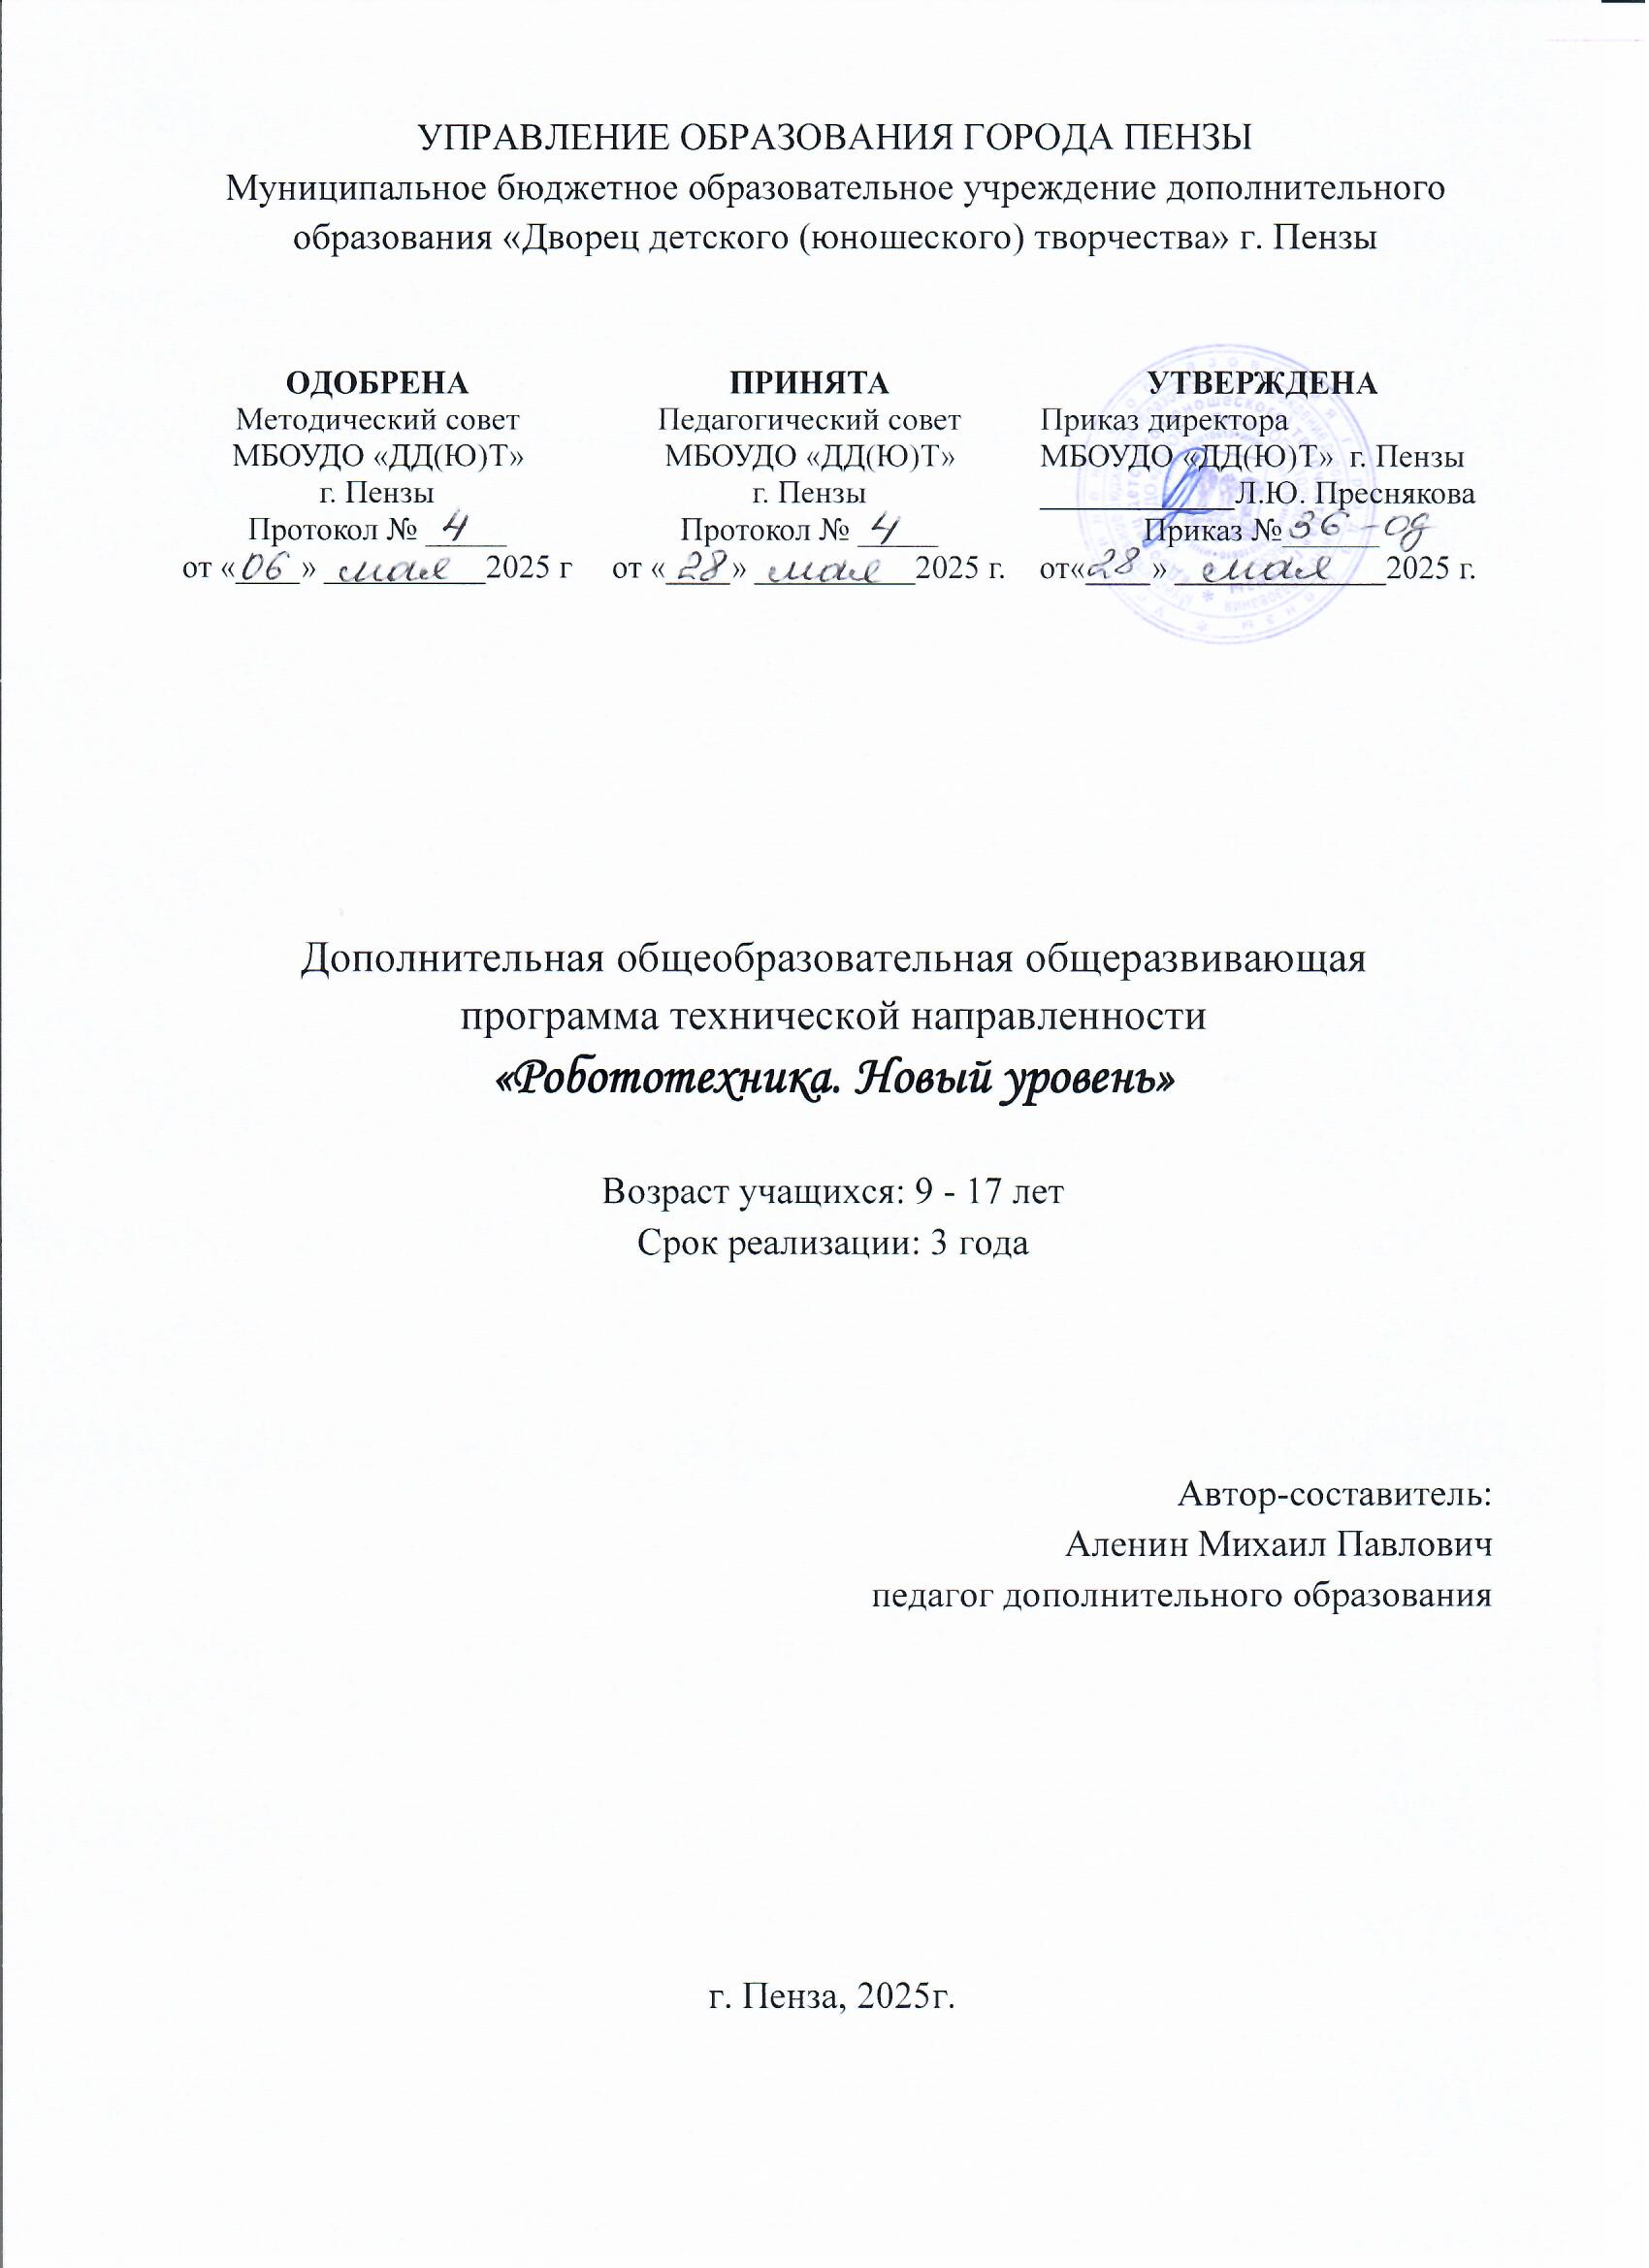 УПРАВЛЕНИЕ ОБРАЗОВАНИЯ ГОРОДА ПЕНЗЫ
Муниципальное бюджетное образовательное учреждение дополнительного
образования «Дворец детского (юношеского) творчества» г. Пензы
ОДОБРЕНА
Методический совет
МБОУДО «ДД(Ю)Т»
г. Пензы
Протокол № 4
от «06» мая 2025 г
ПРИНЯТА
Педагогический совет
МБОУДО «ДД(Ю)Т»
г. Пензы
Протокол № 4
от «28» мая 2025 г.
УТВЕРЖДЕНА
Приказ директора
МБОУДО «ДД(Ю)Т» г. Пензы
Л.Ю. Преснякова
Приказ № 36-од
от«28» мая 2025 г.
Дополнительная общеобразовательная общеразвивающая
программа технической направленности
«Робототехника. Новый уровень»
Возраст учащихся: 9 - 17 лет
Срок реализации: 3 года
Автор-составитель:
Аленин Михаил Павлович
педагог дополнительного образования
г. Пенза, 2025г.